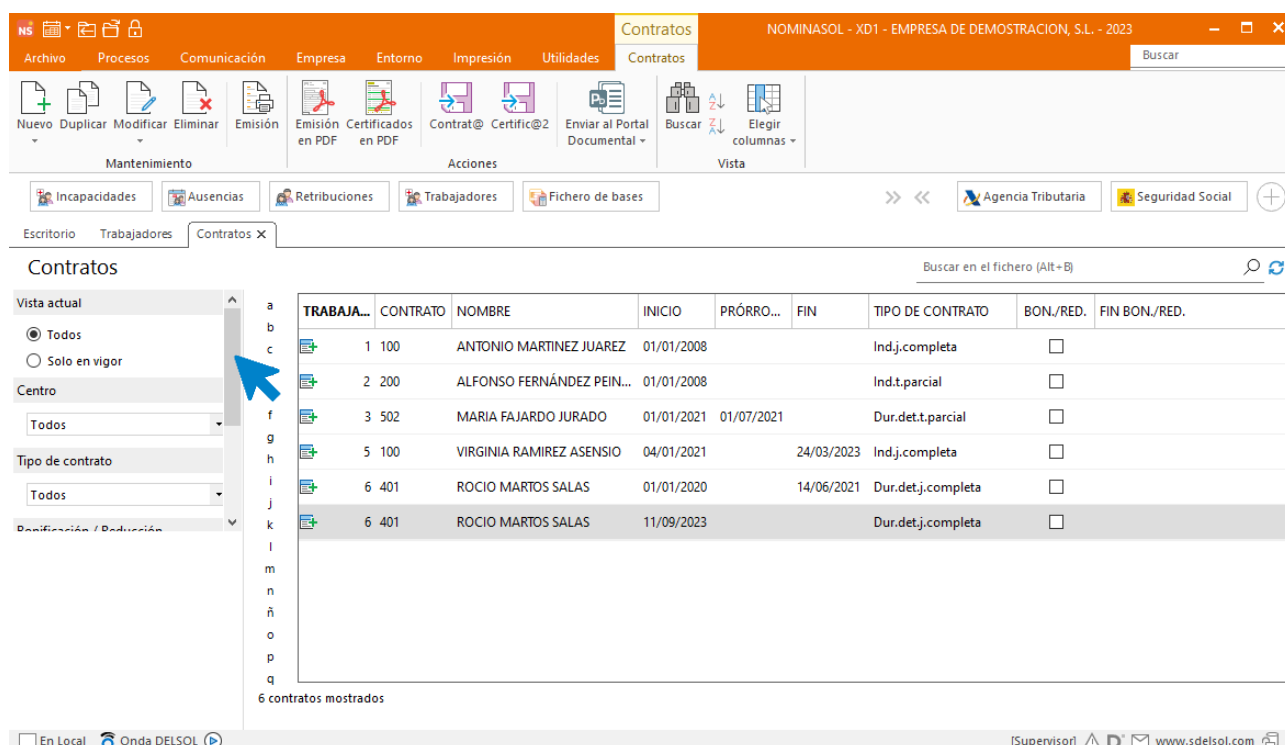 NS
Contratos
NOMINASOL - XD1 - EMPRESA DE DEMOSTRACION, S.L. - 2023
Archivo Procesos Comunicación Empresa Entorno Impresión Utilidades Contratos Buscar
Nuevo Duplicar Modificar Eliminar Emisión Emisión en PDF Certificados en PDF Contrat@ Certific@2 Enviar al Portal Documental Buscar Elegir columnas
Mantenimiento Acciones Vista
Incapacidades Ausencias Retribuciones Trabajadores Fichero de bases Agencia Tributaria Seguridad Social
Escritorio Trabajadores Contratos
Contratos
Buscar en el fichero (Alt+B)
Vista actual
Todos
Solo en vigor
Centro
Todos
Tipo de contrato
Todos
Bonificación / Reducción
a
b
c
f
g
h
i
j
k
l
m
n
ñ
o
p
q
TRABAJA... CONTRATO NOMBRE INICIO PRÓRRO... FIN TIPO DE CONTRATO BON./RED. FIN BON./RED.
1 100 ANTONIO MARTINEZ JUAREZ 01/01/2008 Ind.j.completa
2 200 ALFONSO FERNÁNDEZ PEIN... 01/01/2008 Ind.t.parcial
3 502 MARIA FAJARDO JURADO 01/01/2021 01/07/2021 Dur.det.t.parcial
5 100 VIRGINIA RAMIREZ ASENSIO 04/01/2021 24/03/2023 Ind.j.completa
6 401 ROCIO MARTOS SALAS 01/01/2020 14/06/2021 Dur.det.j.completa
6 401 ROCIO MARTOS SALAS 11/09/2023 Dur.det.j.completa
6 contratos mostrados
En Local Onda DELSOL [Supervisor] www.sdelsol.com